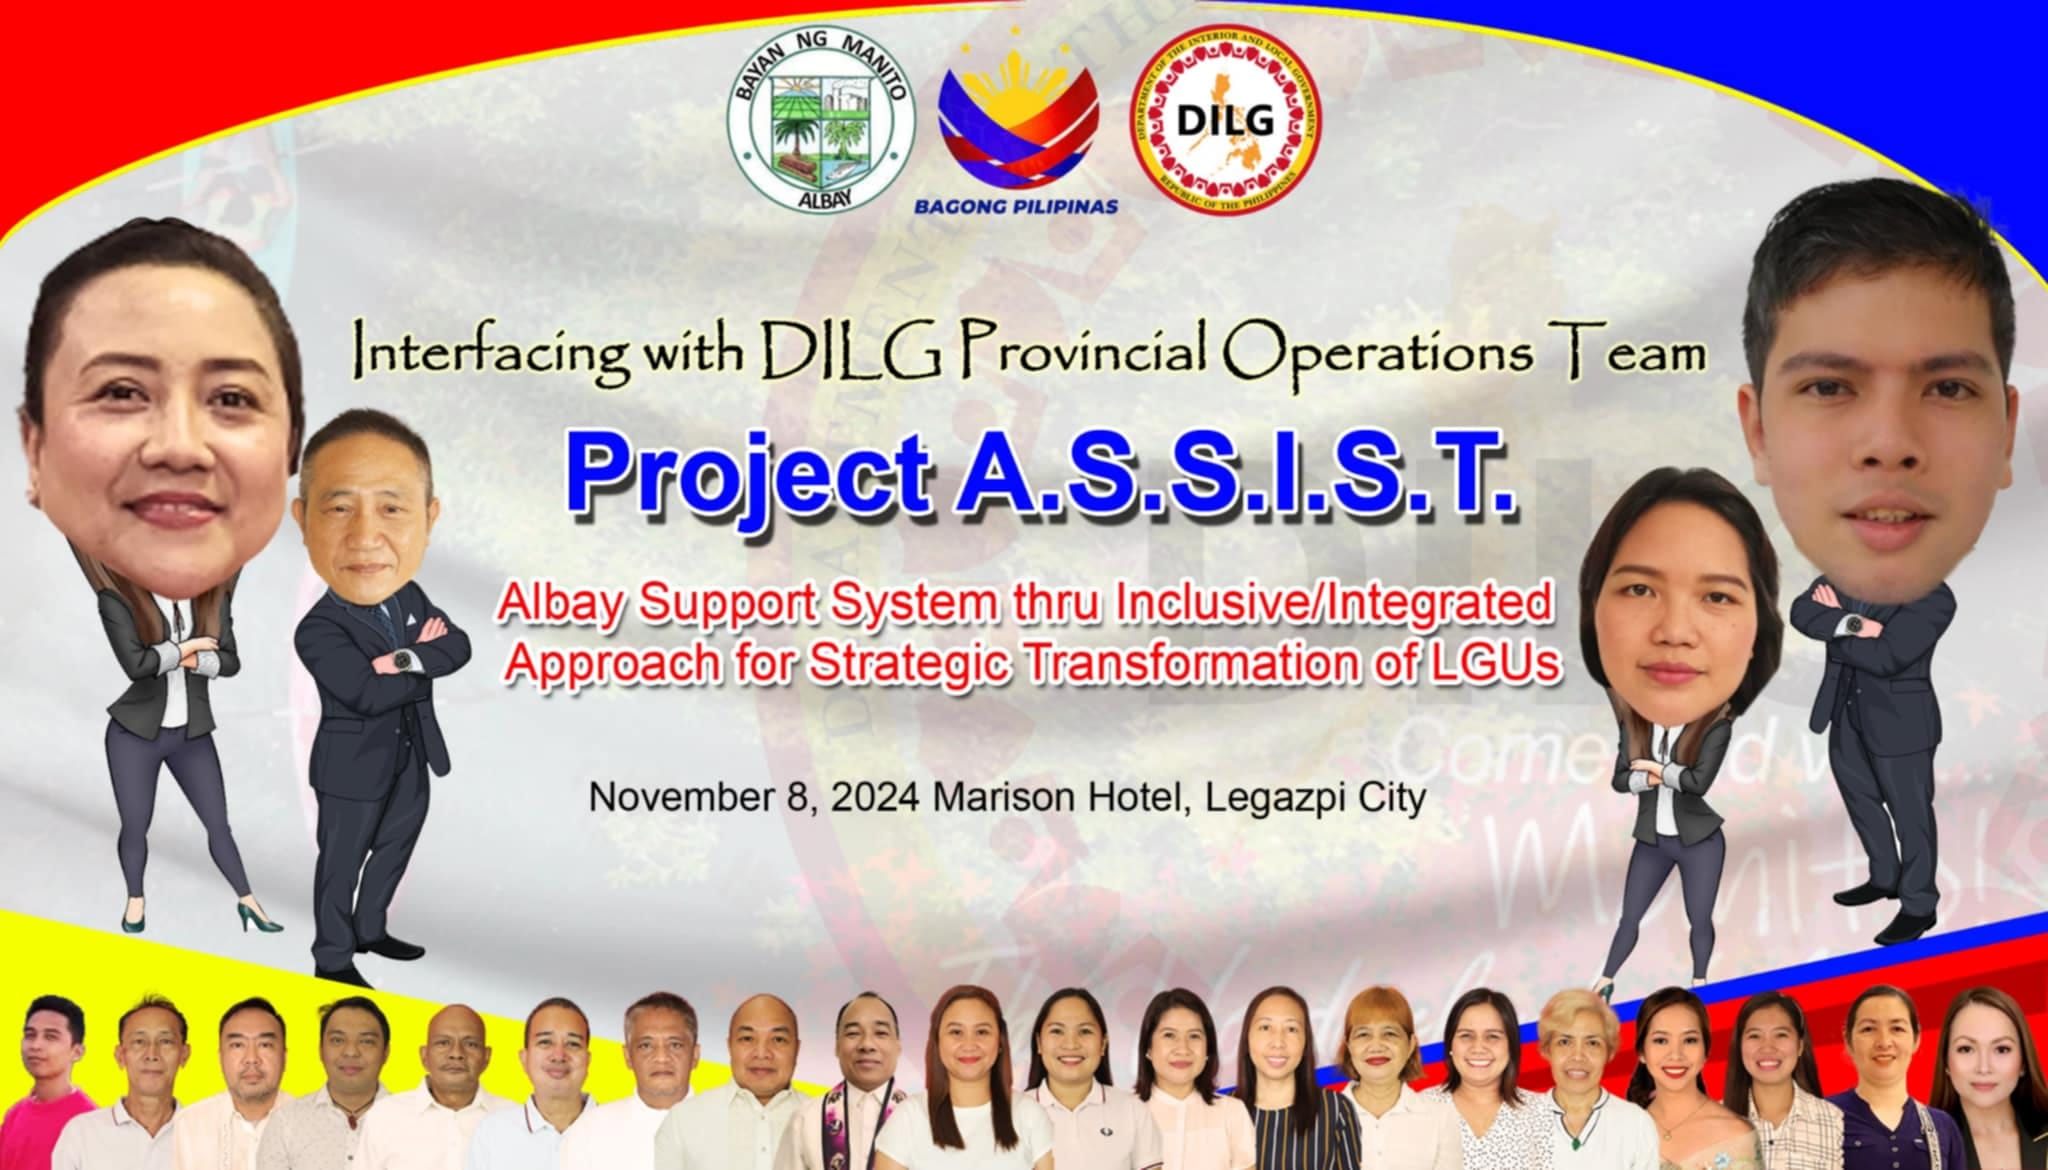 BAYAN NG MANITO
ALBAY
BAGONG PILIPINAS
DEPARTMENT OF THE INTERIOR AND LOCAL GOVERNMENT
DILG
REPUBLIC OF THE PHILIPPINES
Interfacing with DILG Provincial Operations Team
Project A.S.S.I.S.T.
Albay Support System thru Inclusive/Integrated
Approach for Strategic Transformation of LGUs
November 8, 2024 Marison Hotel, Legazpi City
Come